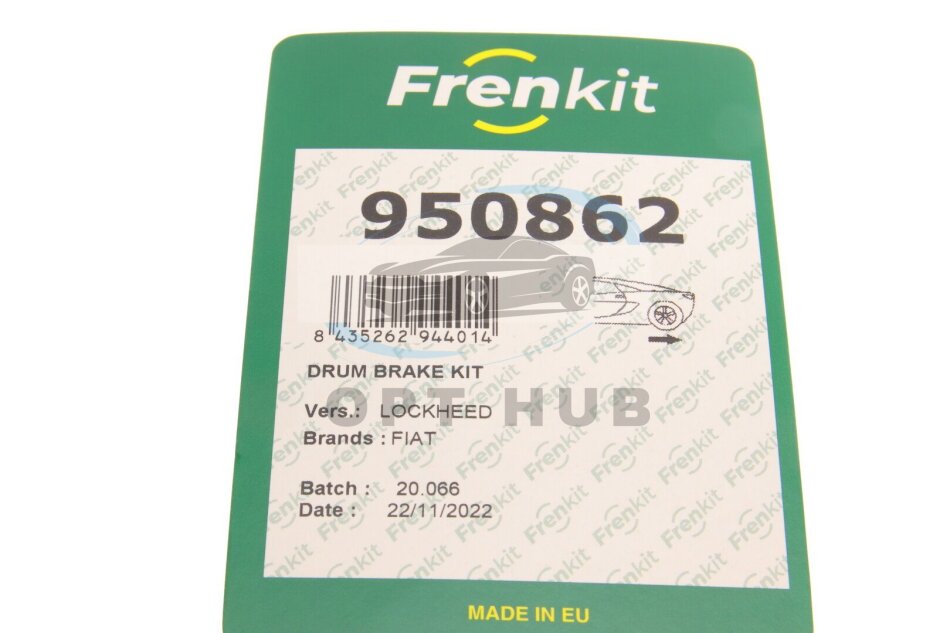 Frenkit
950862
8 435262 944014
DRUM BRAKE KIT
Vers.: LOCKHEED
OPT HUB
Brands : FIAT
Batch : 20.066
Date : 22/11/2022
MADE IN EU